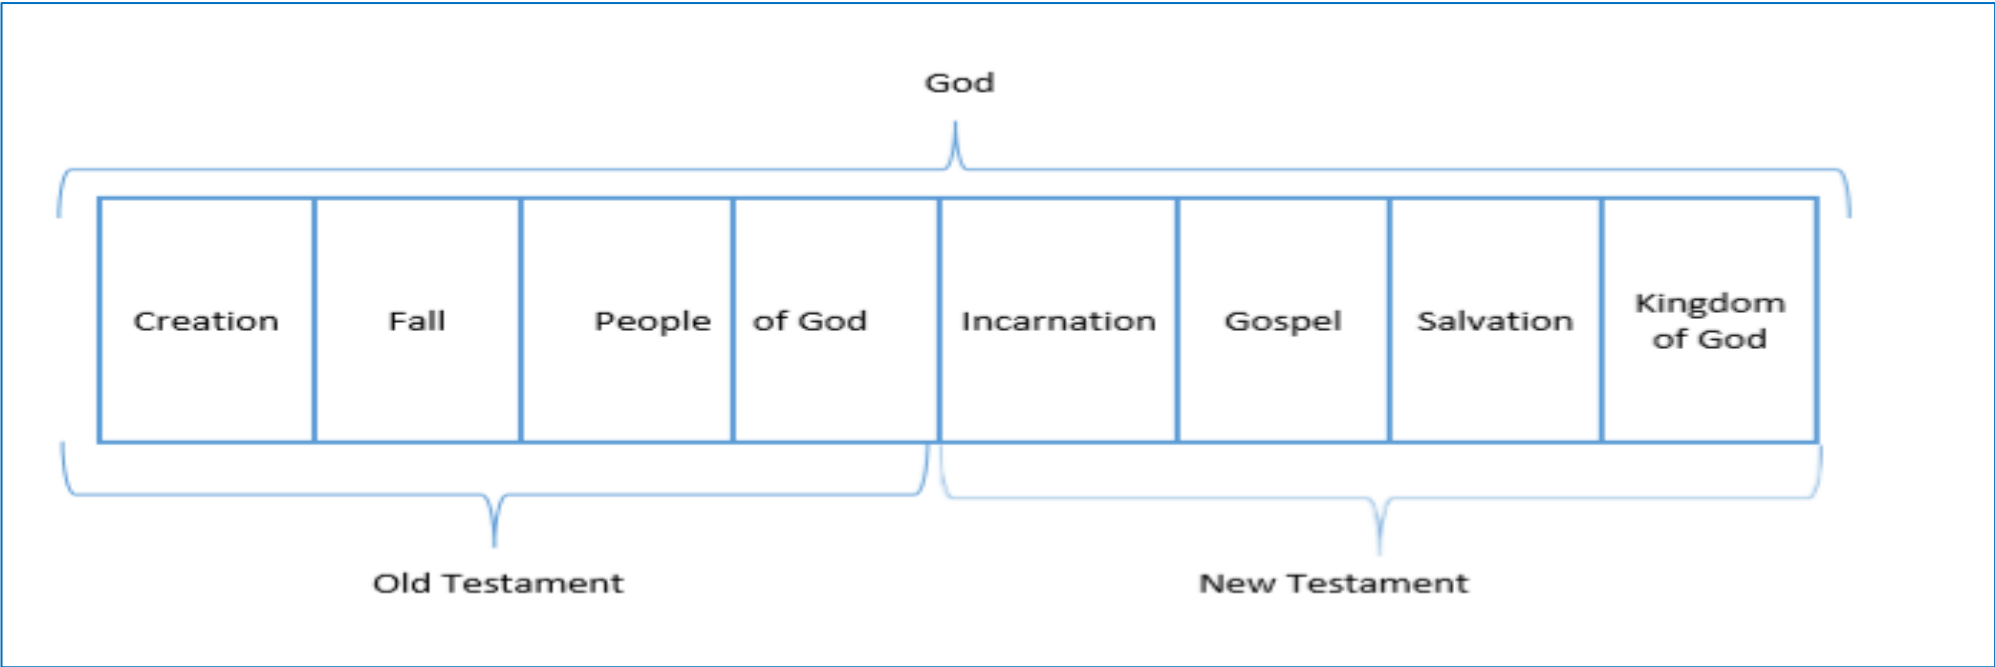 God
Creation Fall People of God Incarnation Gospel Salvation Kingdom
of God
Old Testament New Testament